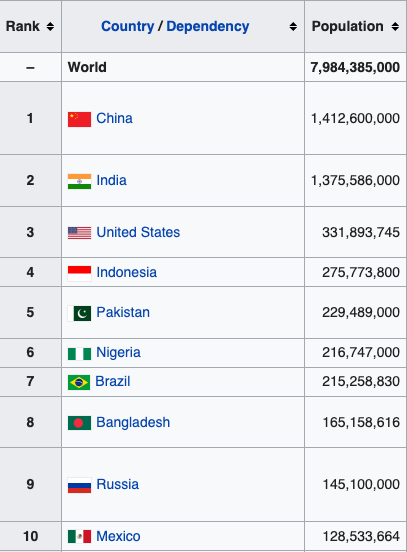 Rank Country / Dependency Population
– World 7,984,385,000
1 China 1,412,600,000
2 India 1,375,586,000
3 United States 331,893,745
4 Indonesia 275,773,800
5 Pakistan 229,489,000
6 Nigeria 216,747,000
7 Brazil 215,258,830
8 Bangladesh 165,158,616
9 Russia 145,100,000
10 Mexico 128,533,664